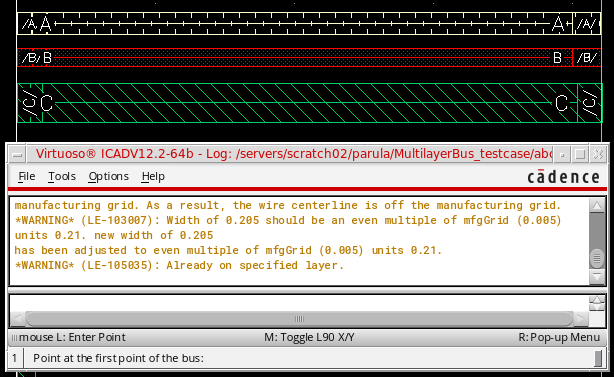 /A/ A A /A/
/B/ B B /B/
/C/ C C /C/
Virtuoso® ICADV12.2-64b - Log: /servers/scratch02/parula/MultilayerBus_testcase/abc
File Tools Options Help cādence
manufacturing grid. As a result, the wire centerline is off the manufacturing grid.
*WARNING* (LE-103007): Width of 0.205 should be an even multiple of mfgGrid (0.005)
units 0.21. new width of 0.205
has been adjusted to even multiple of mfgGrid (0.005) units 0.21.
*WARNING* (LE-105035): Already on specified layer.
mouse L: Enter Point M: Toggle L90 X/Y R: Pop-up Menu
1 Point at the first point of the bus: